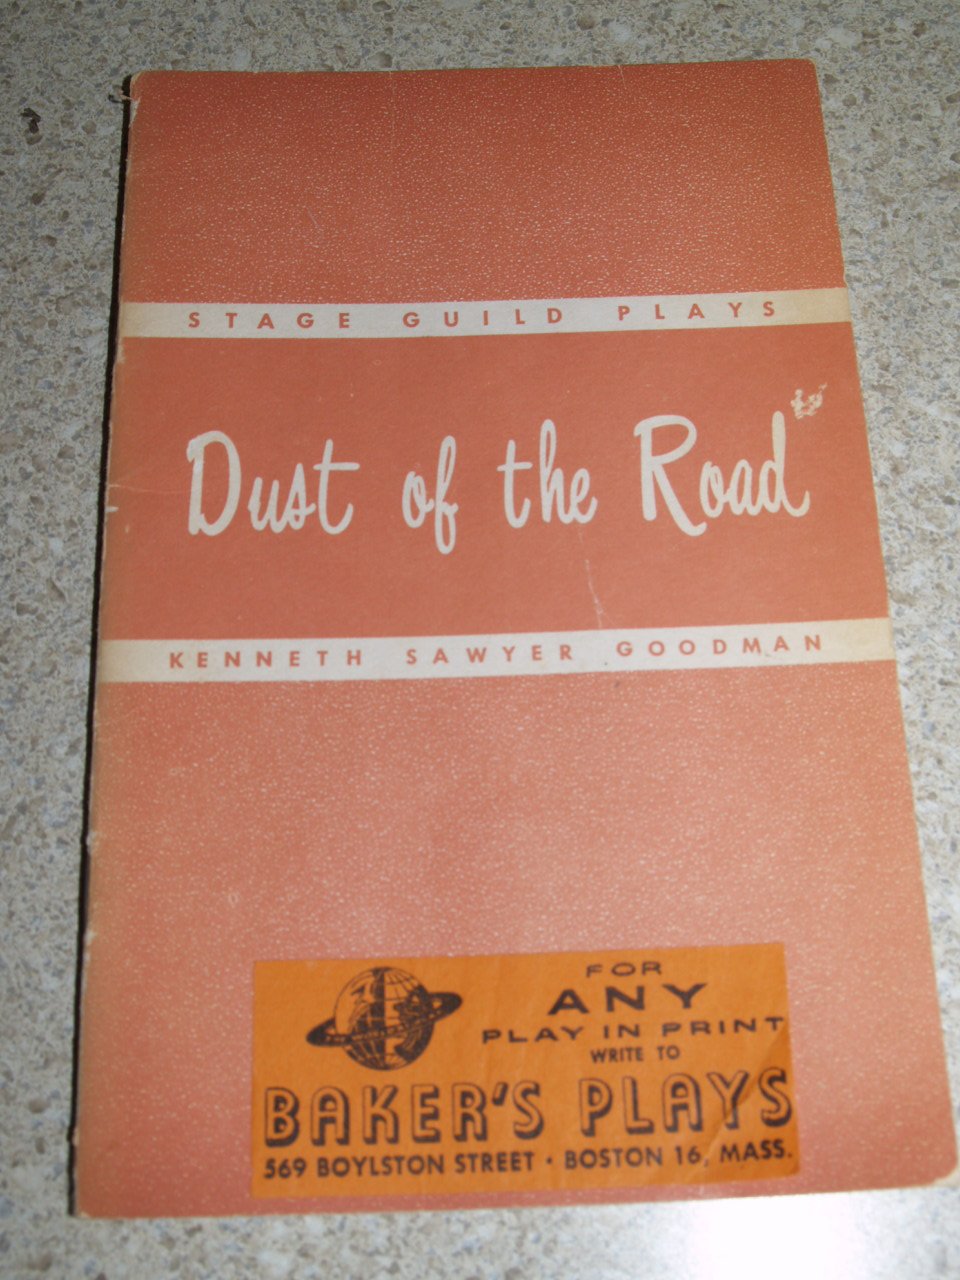 STAGE GUILD PLAYS
Dust of the Road
KENNETH SAWYER GOODMAN
FOR
ANY
PLAY IN PRINT
WRITE TO
BAKER'S PLAYS
569 BOYLSTON STREET • BOSTON 16, MASS.